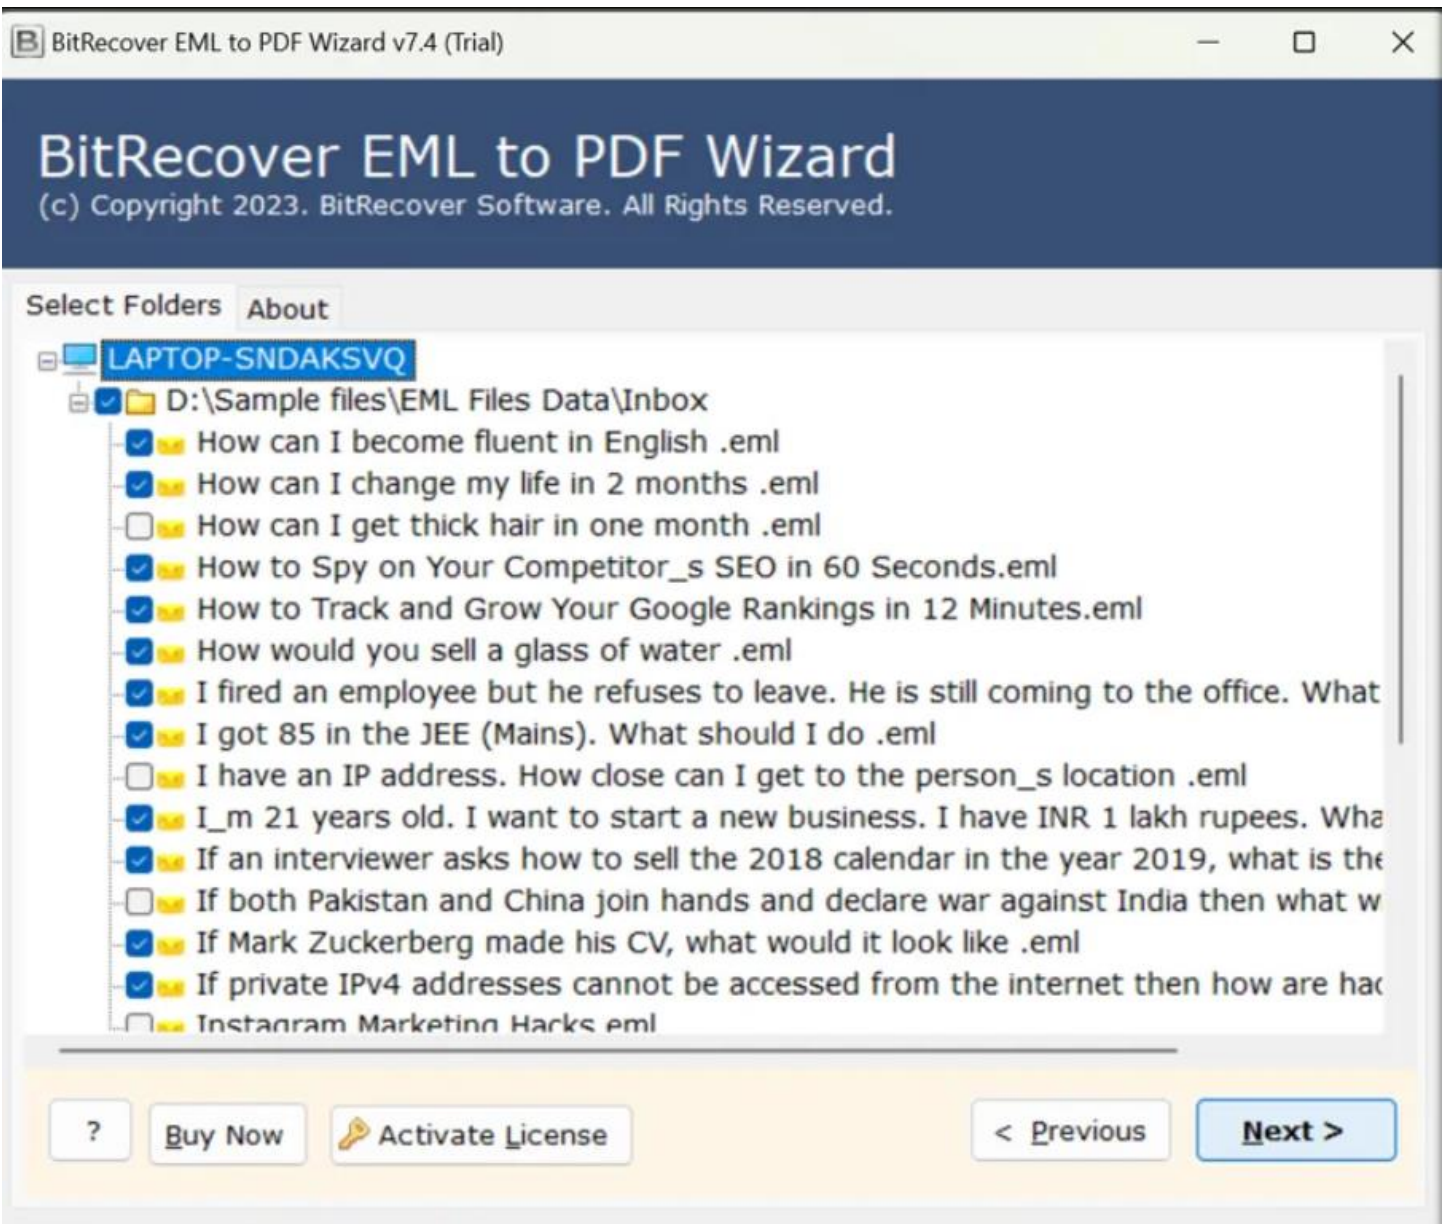 BitRecover EML to PDF Wizard v7.4 (Trial)
BitRecover EML to PDF Wizard
(c) Copyright 2023. BitRecover Software. All Rights Reserved.
Select Folders About
LAPTOP-SNDAKSVQ
D:\Sample files\EML Files Data\Inbox
How can I become fluent in English .eml
How can I change my life in 2 months .eml
How can I get thick hair in one month .eml
How to Spy on Your Competitor_s SEO in 60 Seconds.eml
How to Track and Grow Your Google Rankings in 12 Minutes.eml
How would you sell a glass of water .eml
I fired an employee but he refuses to leave. He is still coming to the office. What
I got 85 in the JEE (Mains). What should I do .eml
I have an IP address. How close can I get to the person_s location .eml
I_m 21 years old. I want to start a new business. I have INR 1 lakh rupees. Wha
If an interviewer asks how to sell the 2018 calendar in the year 2019, what is the
If both Pakistan and China join hands and declare war against India then what w
If Mark Zuckerberg made his CV, what would it look like .eml
If private IPv4 addresses cannot be accessed from the internet then how are hac
Instagram Marketing Hacks.eml
? Buy Now Activate License < Previous Next >